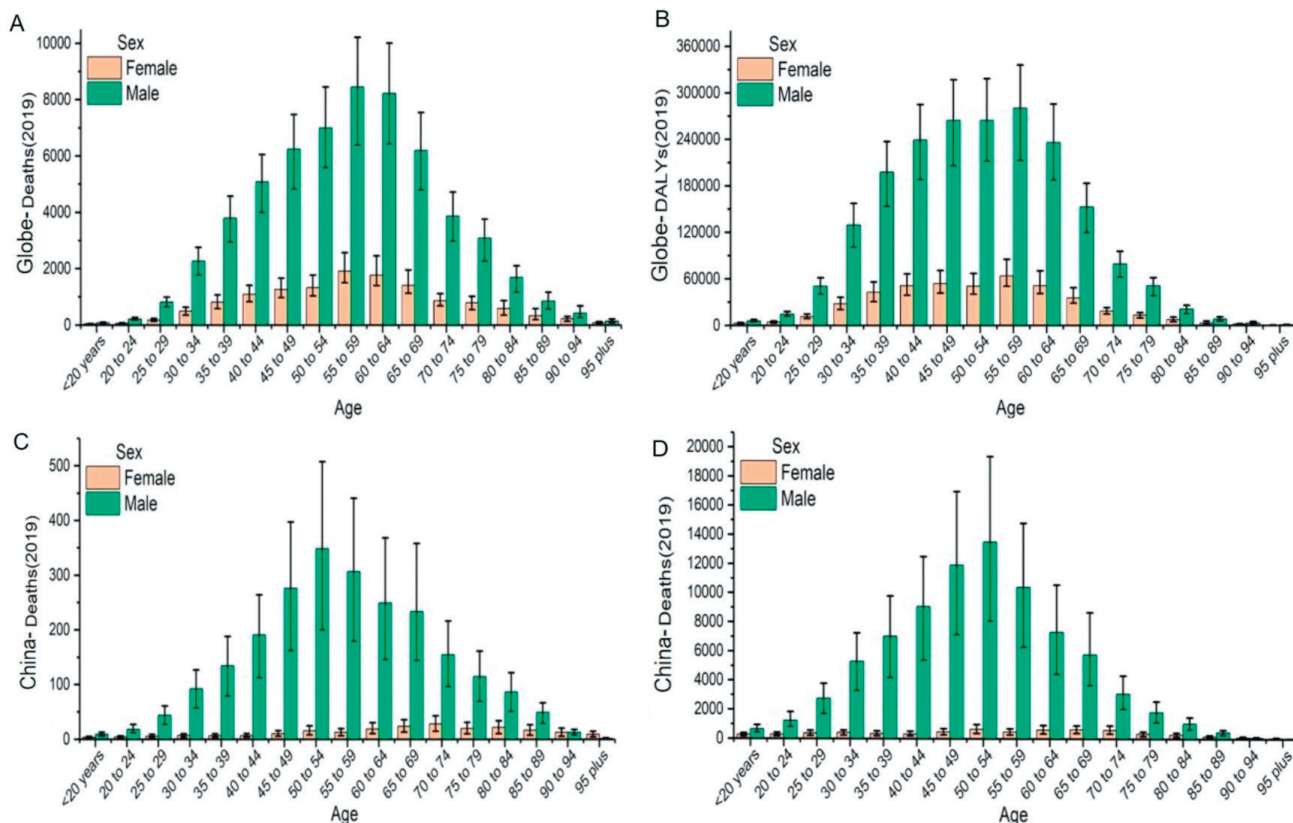 A
Globe- Deaths(2019)
10000
8000
6000
4000
2000
0
Sex
Female
Male
<20 years
20 to 24
25 to 29
30 to 34
35 to 39
40 to 44
45 to 49
50 to 54
55 to 59
60 to 64
65 to 69
70 to 74
75 to 79
80 to 84
85 to 89
90 to 94
95 plus
Age
B
Globe- DALYs(2019)
360000
300000
240000
180000
120000
60000
0
Sex
Female
Male
<20 years
20 to 24
25 to 29
30 to 34
35 to 39
40 to 44
45 to 49
50 to 54
55 to 59
60 to 64
65 to 69
70 to 74
75 to 79
80 to 84
85 to 89
90 to 94
95 plus
Age
C
China- Deaths(2019)
500
400
300
200
100
0
Sex
Female
Male
<20 years
20 to 24
25 to 29
30 to 34
35 to 39
40 to 44
45 to 49
50 to 54
55 to 59
60 to 64
65 to 69
70 to 74
75 to 79
80 to 84
85 to 89
90 to 94
95 plus
Age
D
China- Deaths(2019)
20000
18000
16000
14000
12000
10000
8000
6000
4000
2000
0
Sex
Female
Male
<20 years
20 to 24
25 to 29
30 to 34
35 to 39
40 to 44
45 to 49
50 to 54
55 to 59
60 to 64
65 to 69
70 to 74
75 to 79
80 to 84
85 to 89
90 to 94
95 plus
Age